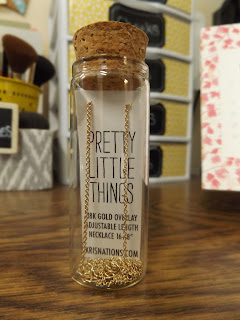 PRETTY
LITTLE
THINGS
18K GOLD OVERLAY
ADJUSTABLE LENGTH
NECKLACE 16-18"
KRISNATIONS.COM